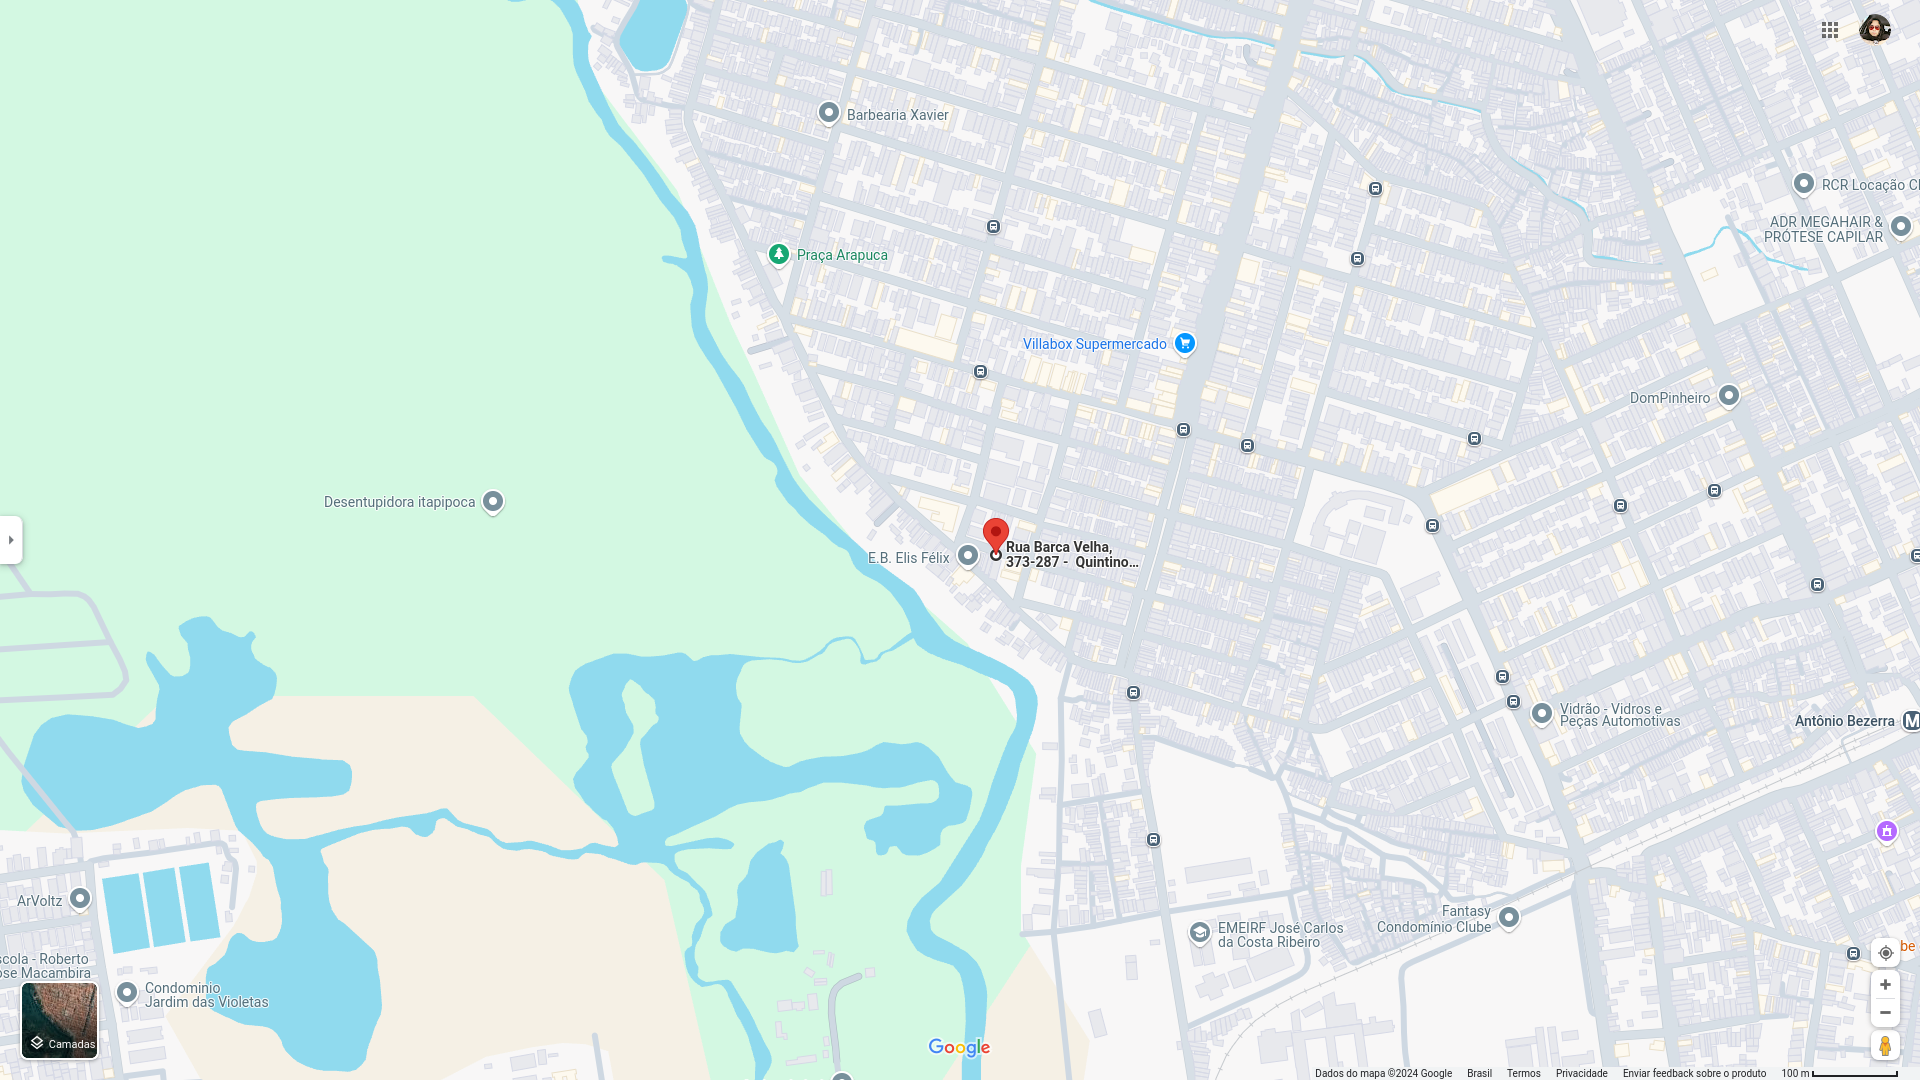 Barbearia Xavier
RCR Locação Cl
ADR MEGAHAIR &
PRÓTESE CAPILAR
Praça Arapuca
Villabox Supermercado
DomPinheiro
Desentupidora itapipoca
Rua Barca Velha,
373-287 - Quintino...
E.B. Elis Félix
Vidrão - Vidros e
Peças Automotivas
Antônio Bezerra
M
ArVoltz
Fantasy
Condomínio Clube
EMEIRF José Carlos
da Costa Ribeiro
be
scola - Roberto
ose Macambira
Condominio
Jardim das Violetas
Camadas
Google
Dados do mapa ©2024 Google Brasil Termos Privacidade Enviar feedback sobre o produto 100 m